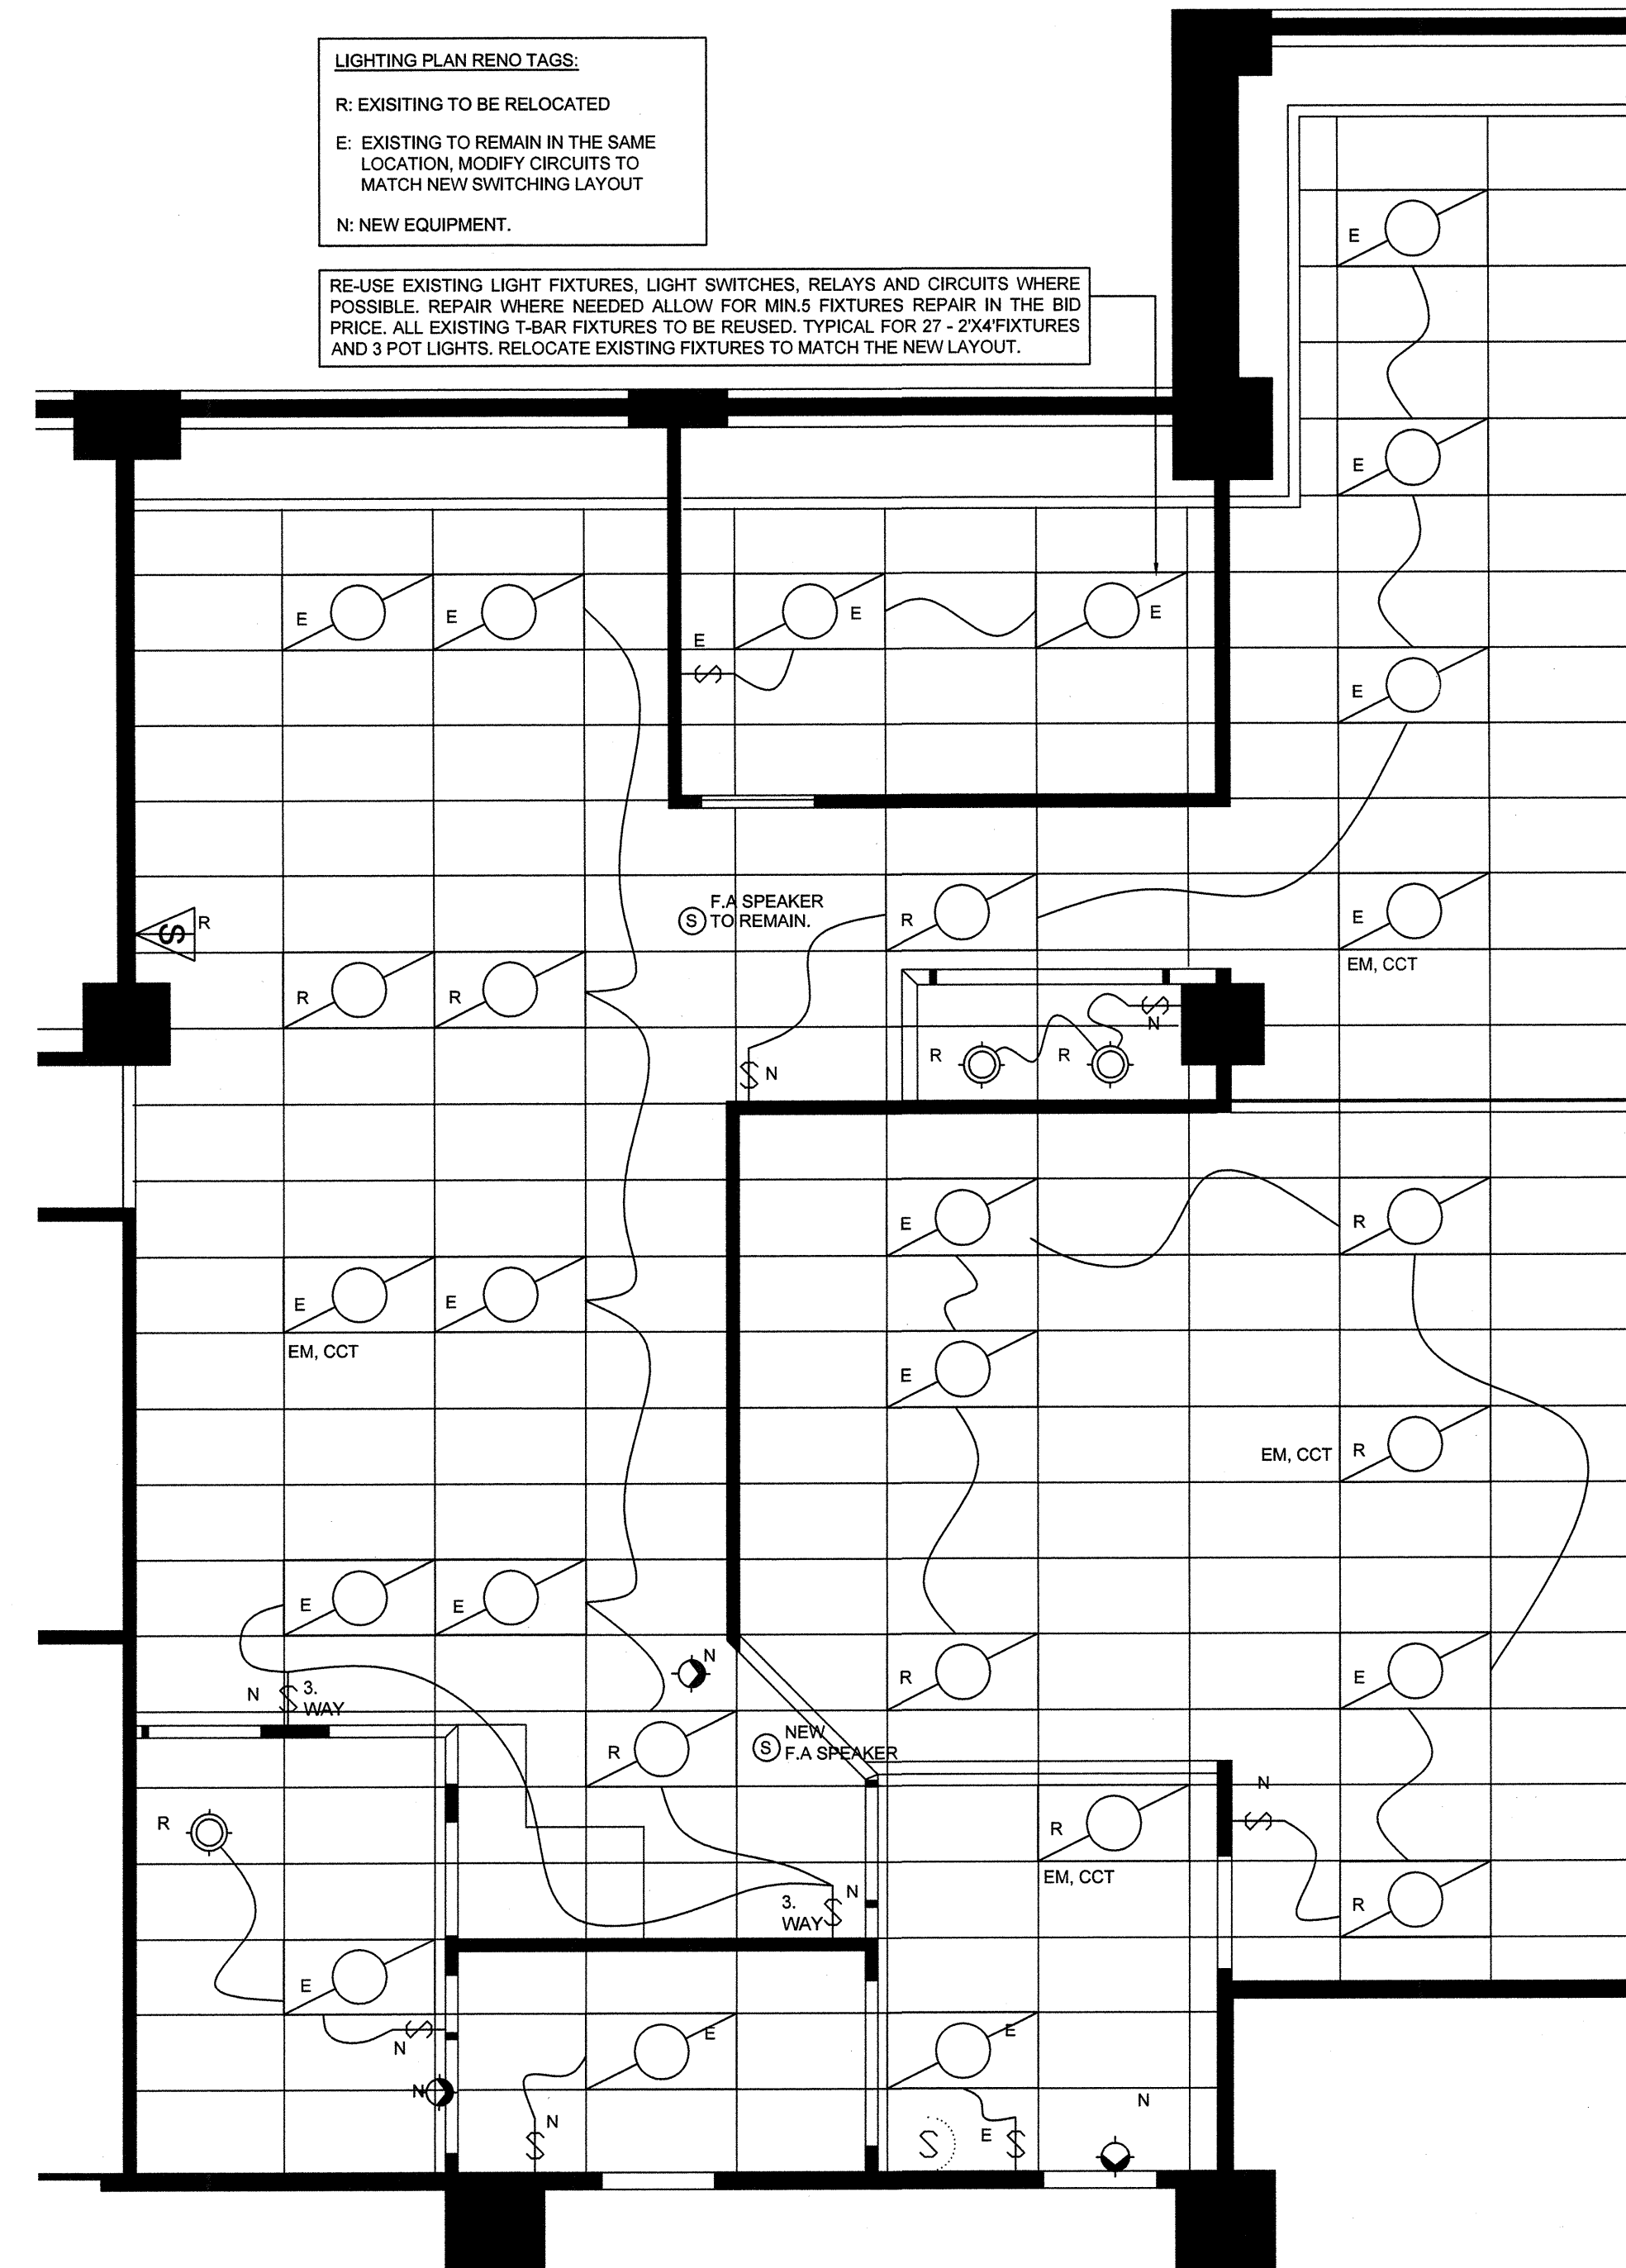 LIGHTING PLAN RENO TAGS:
R: EXISITING TO BE RELOCATED
E: EXISTING TO REMAIN IN THE SAME
LOCATION, MODIFY CIRCUITS TO
MATCH NEW SWITCHING LAYOUT
N: NEW EQUIPMENT.
RE-USE EXISTING LIGHT FIXTURES, LIGHT SWITCHES, RELAYS AND CIRCUITS WHERE
POSSIBLE. REPAIR WHERE NEEDED ALLOW FOR MIN.5 FIXTURES REPAIR IN THE BID
PRICE. ALL EXISTING T-BAR FIXTURES TO BE REUSED. TYPICAL FOR 27 - 2'X4'FIXTURES
AND 3 POT LIGHTS. RELOCATE EXISTING FIXTURES TO MATCH THE NEW LAYOUT.
E
E
E
E
E
E
E
E
S
R
F.A SPEAKER
S TO REMAIN.
R
E
EM, CCT
R
R
N
R
R
N
E
R
E
E
EM, CCT
E
EM, CCT
R
E
E
R
E
N
N
3.
WAY
R
S
NEW
F.A SPEAKER
N
R
R
EM, CCT
3.
WAY
N
R
E
N
E
E
N
N
E
N